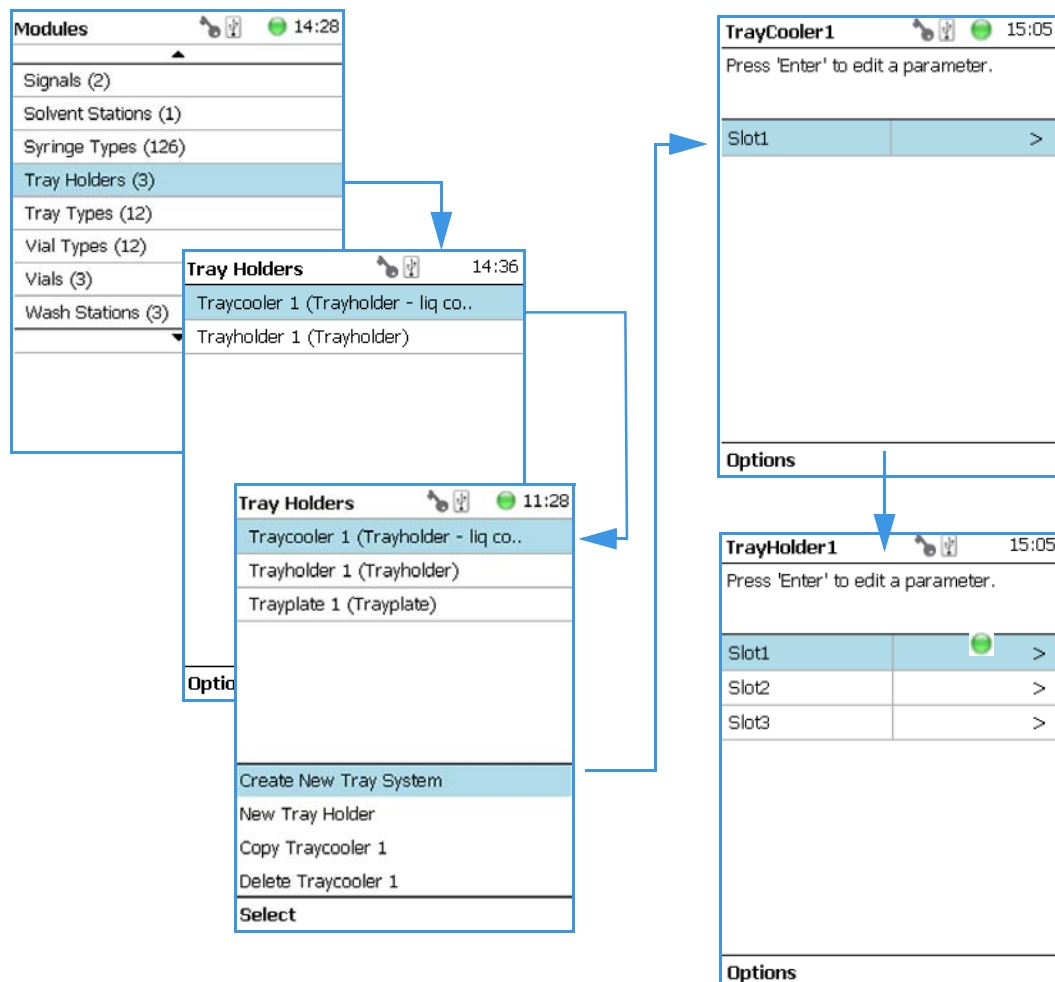 Modules 14:28
Signals (2)
Solvent Stations (1)
Syringe Types (126)
Tray Holders (3)
Tray Types (12)
Vial Types (12)
Vials (3)
Wash Stations (3)
Tray Holders 14:36
Traycooler 1 (Trayholder - liq co..
Trayholder 1 (Trayholder)
Optio
Tray Holders 11:28
Traycooler 1 (Trayholder - liq co..
Trayholder 1 (Trayholder)
Trayplate 1 (Trayplate)
Create New Tray System
New Tray Holder
Copy Traycooler 1
Delete Traycooler 1
Select
TrayCooler1 15:05
Press 'Enter' to edit a parameter.
Slot1 >
Options
TrayHolder1 15:05
Press 'Enter' to edit a parameter.
Slot1 >
Slot2 >
Slot3 >
Options